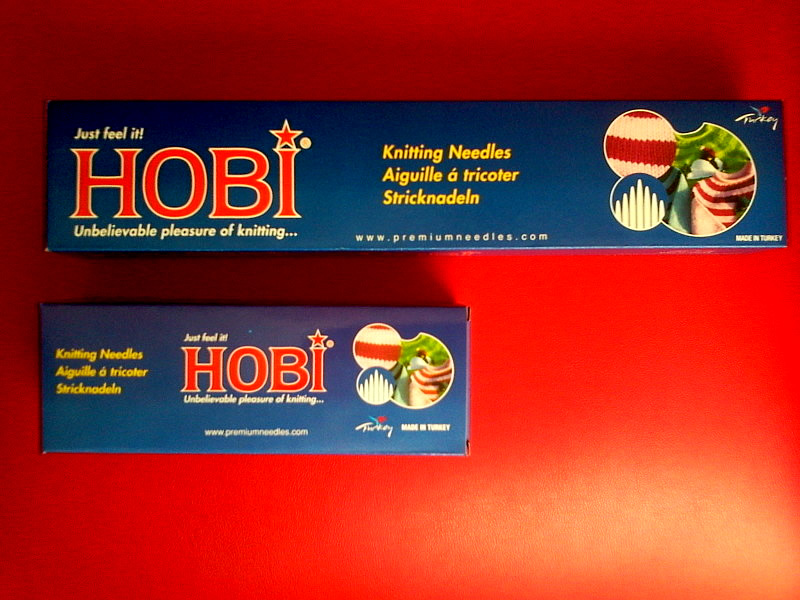 Just feel it!
HOBİ
Unbelievable pleasure of knitting...
Knitting Needles
Aiguille á tricoter
Stricknadeln
www.premiumneedles.com
Turkey
MADE IN TURKEY
Knitting Needles
Aiguille á tricoter
Stricknadeln
Just feel it!
HOBİ
Unbelievable pleasure of knitting...
www.premiumneedles.com
Turkey
MADE IN TURKEY